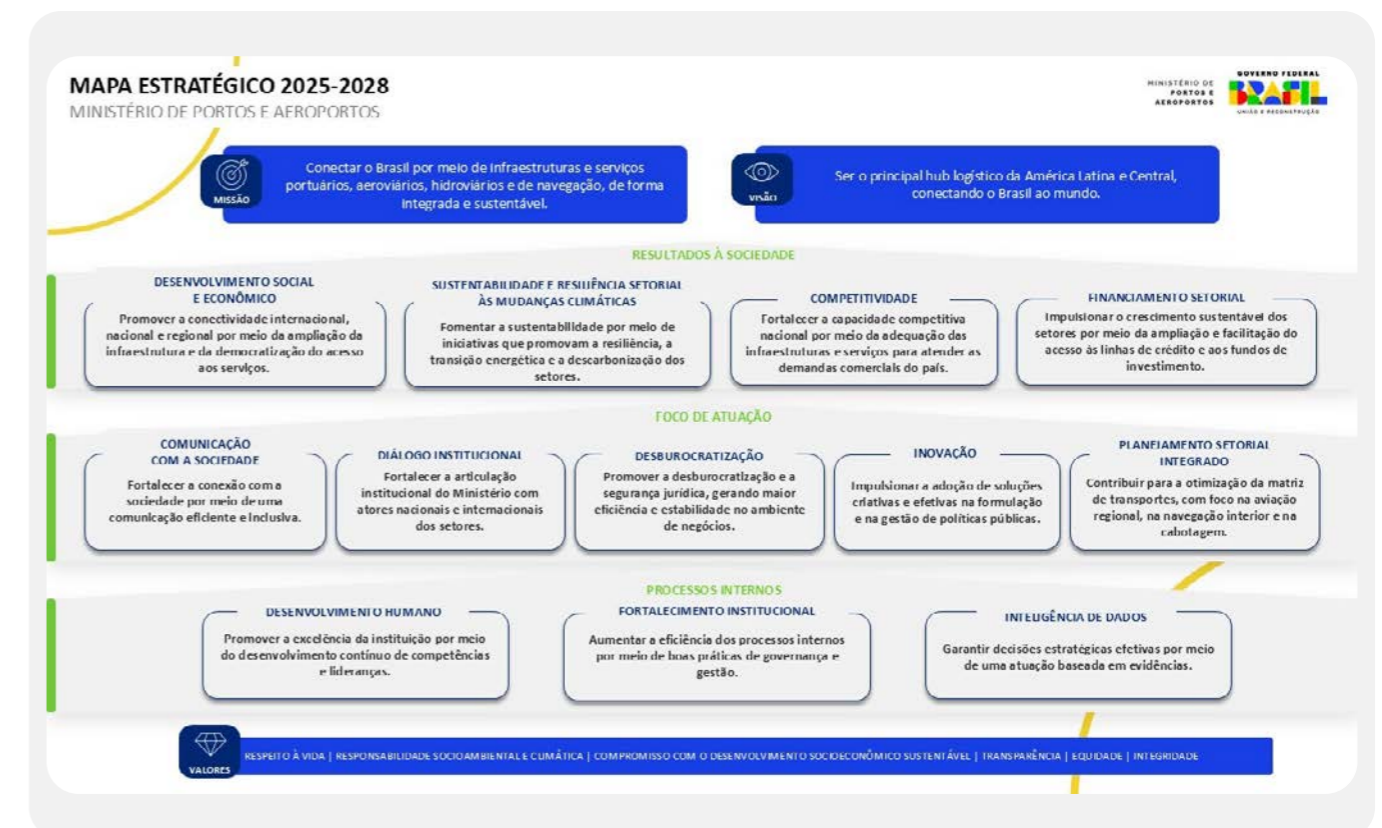 MAPA ESTRATÉGICO 2025-2028
MINISTÉRIO DE PORTOS E AEROPORTOS
MINISTÉRIO DE
PORTOS E
AEROPORTOS
GOVERNO FEDERAL
BRASIL
UNIÃO E RECONSTRUÇÃO
MISSÃO
Conectar o Brasil por meio de infraestruturas e serviços
portuários, aeroviários, hidroviários e de navegação, de forma
integrada e sustentável.
VISÃO
Ser o principal hub logístico da América Latina e Central,
conectando o Brasil ao mundo.
RESULTADOS À SOCIEDADE
DESENVOLVIMENTO SOCIAL
E ECONÔMICO
Promover a conectividade internacional,
nacional e regional por meio da ampliação da
infraestrutura e da democratização do acesso
aos serviços.
SUSTENTABILIDADE E RESILIÊNCIA SETORIAL
ÀS MUDANÇAS CLIMÁTICAS
Fomentar a sustentabilidade por meio de
iniciativas que promovam a resiliência, a
transição energética e a descarbonização dos
setores.
COMPETITIVIDADE
Fortalecer a capacidade competitiva
nacional por meio da adequação das
infraestruturas e serviços para atender as
demandas comerciais do país.
FINANCIAMENTO SETORIAL
Impulsionar o crescimento sustentável dos
setores por meio da ampliação e facilitação do
acesso às linhas de crédito e aos fundos de
investimento.
FOCO DE ATUAÇÃO
COMUNICAÇÃO
COM A SOCIEDADE
Fortalecer a conexão com a
sociedade por meio de uma
comunicação eficiente e inclusiva.
DIÁLOGO INSTITUCIONAL
Fortalecer a articulação
institucional do Ministério com
atores nacionais e internacionais
dos setores.
DESBUROCRATIZAÇÃO
Promover a desburocratização e a
segurança jurídica, gerando maior
eficiência e estabilidade no ambiente
de negócios.
INOVAÇÃO
Impulsionar a adoção de soluções
criativas e efetivas na formulação
e na gestão de políticas públicas.
PLANEJAMENTO SETORIAL
INTEGRADO
Contribuir para a otimização da matriz
de transportes, com foco na aviação
regional, na navegação interior e na
cabotagem.
PROCESSOS INTERNOS
DESENVOLVIMENTO HUMANO
Promover a excelência da instituição por meio
do desenvolvimento contínuo de competências
e lideranças.
FORTALECIMENTO INSTITUCIONAL
Aumentar a eficiência dos processos internos
por meio de boas práticas de governança e
gestão.
INTELIGÊNCIA DE DADOS
Garantir decisões estratégicas efetivas por meio
de uma atuação baseada em evidências.
VALORES
RESPEITO À VIDA | RESPONSABILIDADE SOCIOAMBIENTAL E CLIMÁTICA | COMPROMISSO COM O DESENVOLVIMENTO SOCIOECONÔMICO SUSTENTÁVEL | TRANSPARÊNCIA | EQUIDADE | INTEGRIDADE